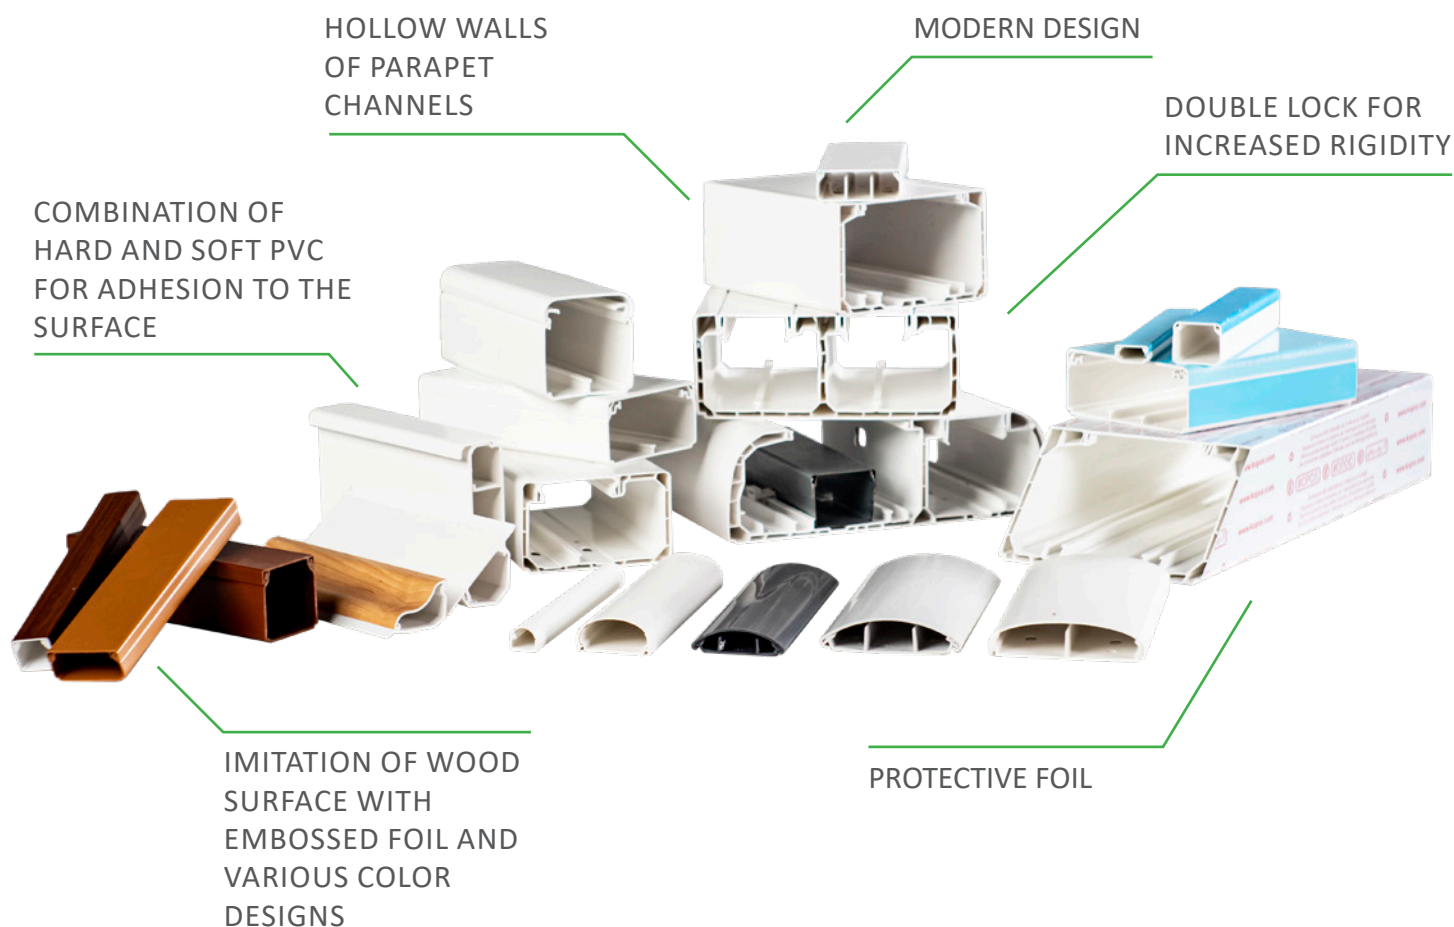 HOLLOW WALLS
OF PARAPET
CHANNELS
MODERN DESIGN
DOUBLE LOCK FOR
INCREASED RIGIDITY
COMBINATION OF
HARD AND SOFT PVC
FOR ADHESION TO THE
SURFACE
IMITATION OF WOOD
SURFACE WITH
EMBOSSED FOIL AND
VARIOUS COLOR
DESIGNS
PROTECTIVE FOIL